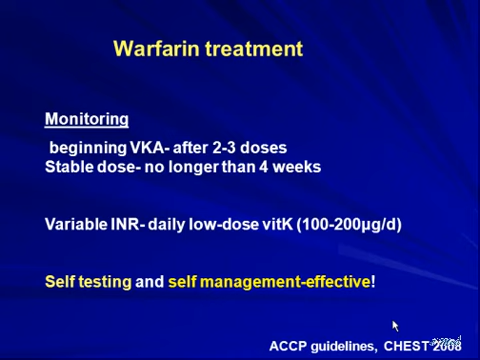 Warfarin treatment
Monitoring
beginning VKA- after 2-3 doses
Stable dose- no longer than 4 weeks
Variable INR- daily low-dose vitK (100-200µg/d)
Self testing and self management-effective!
ACCP guidelines, CHEST 2008